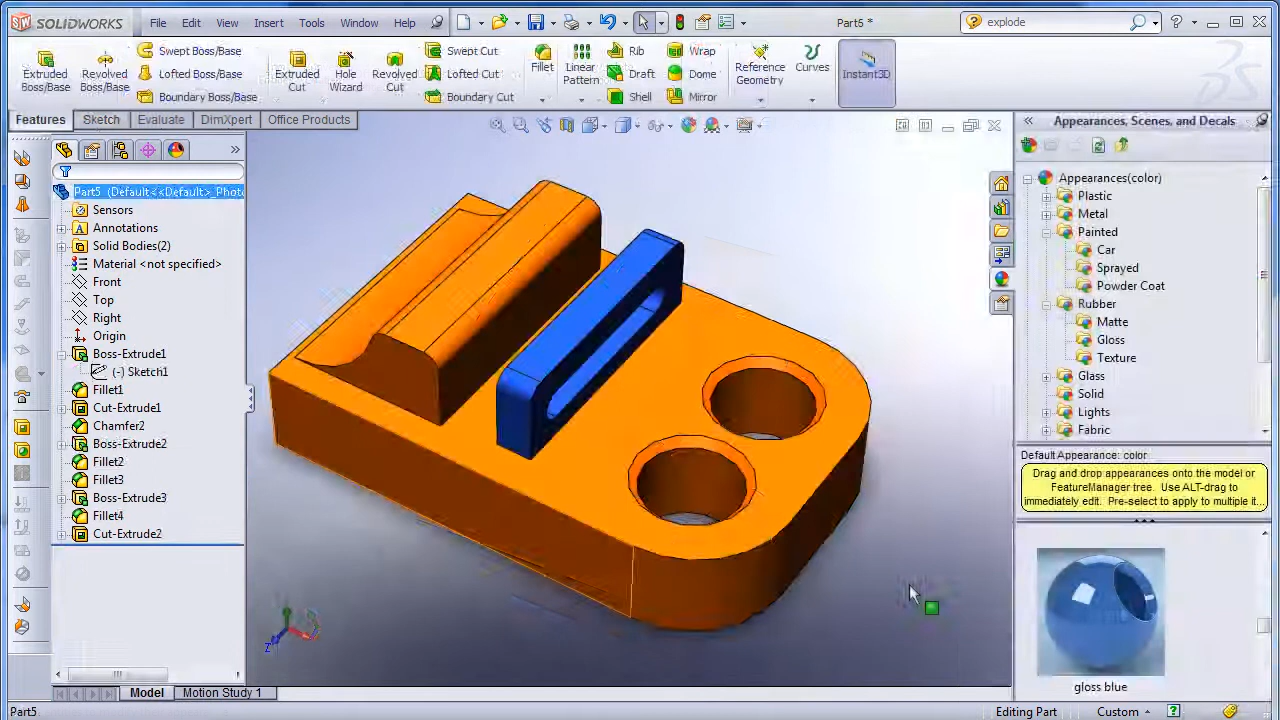 SOLIDWORKS File Edit View Insert Tools Window Help Part5 * explode ?
Extruded Boss/Base
Revolved Boss/Base
Swept Boss/Base
Lofted Boss/Base
Boundary Boss/Base
Extruded Cut
Hole Wizard
Revolved Cut
Swept Cut
Lofted Cut
Boundary Cut
Fillet
Linear Pattern
Rib
Draft
Shell
Wrap
Dome
Mirror
Reference Geometry
Curves
Instant3D
Features Sketch Evaluate DimXpert Office Products
Part5 (Default<<Default>_Photo
Sensors
Annotations
Solid Bodies(2)
Material <not specified>
Front
Top
Right
Origin
Boss-Extrude1
(-) Sketch1
Fillet1
Cut-Extrude1
Chamfer2
Boss-Extrude2
Fillet2
Fillet3
Boss-Extrude3
Fillet4
Cut-Extrude2
Z
Appearances, Scenes, and Decals
Appearances(color)
Plastic
Metal
Painted
Car
Sprayed
Powder Coat
Rubber
Matte
Gloss
Texture
Glass
Solid
Lights
Fabric
Default Appearance: color
Drag and drop appearances onto the model or
FeatureManager tree. Use ALT-drag to
immediately edit. Pre-select to apply to multiple it...
gloss blue
Model Motion Study 1
Part5 Editing Part Custom ?